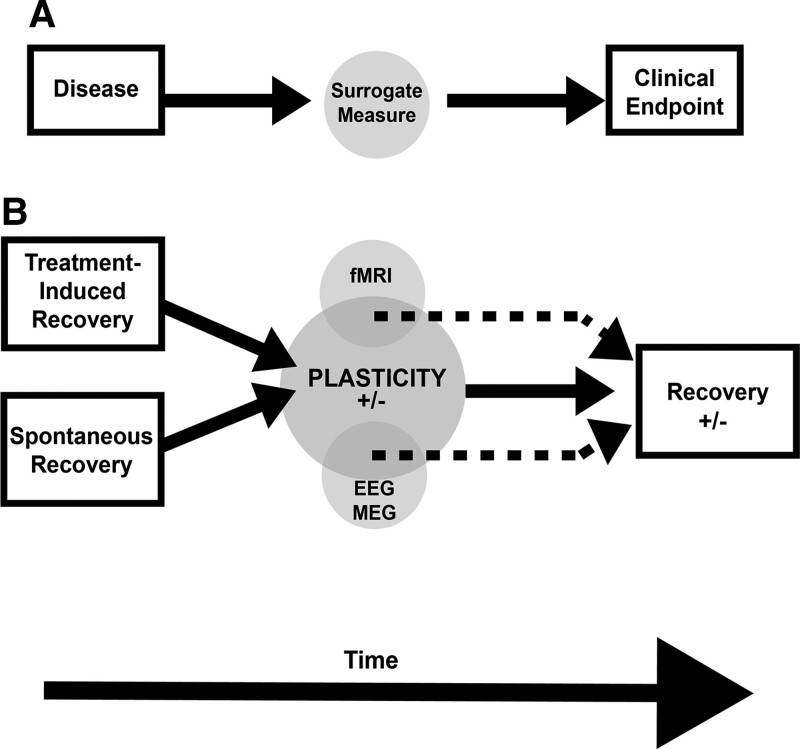 A
Disease
Surrogate
Measure
Clinical
Endpoint
B
Treatment-
Induced
Recovery
fMRI
PLASTICITY
+/-
Spontaneous
Recovery
EEG
MEG
Recovery
+/-
Time